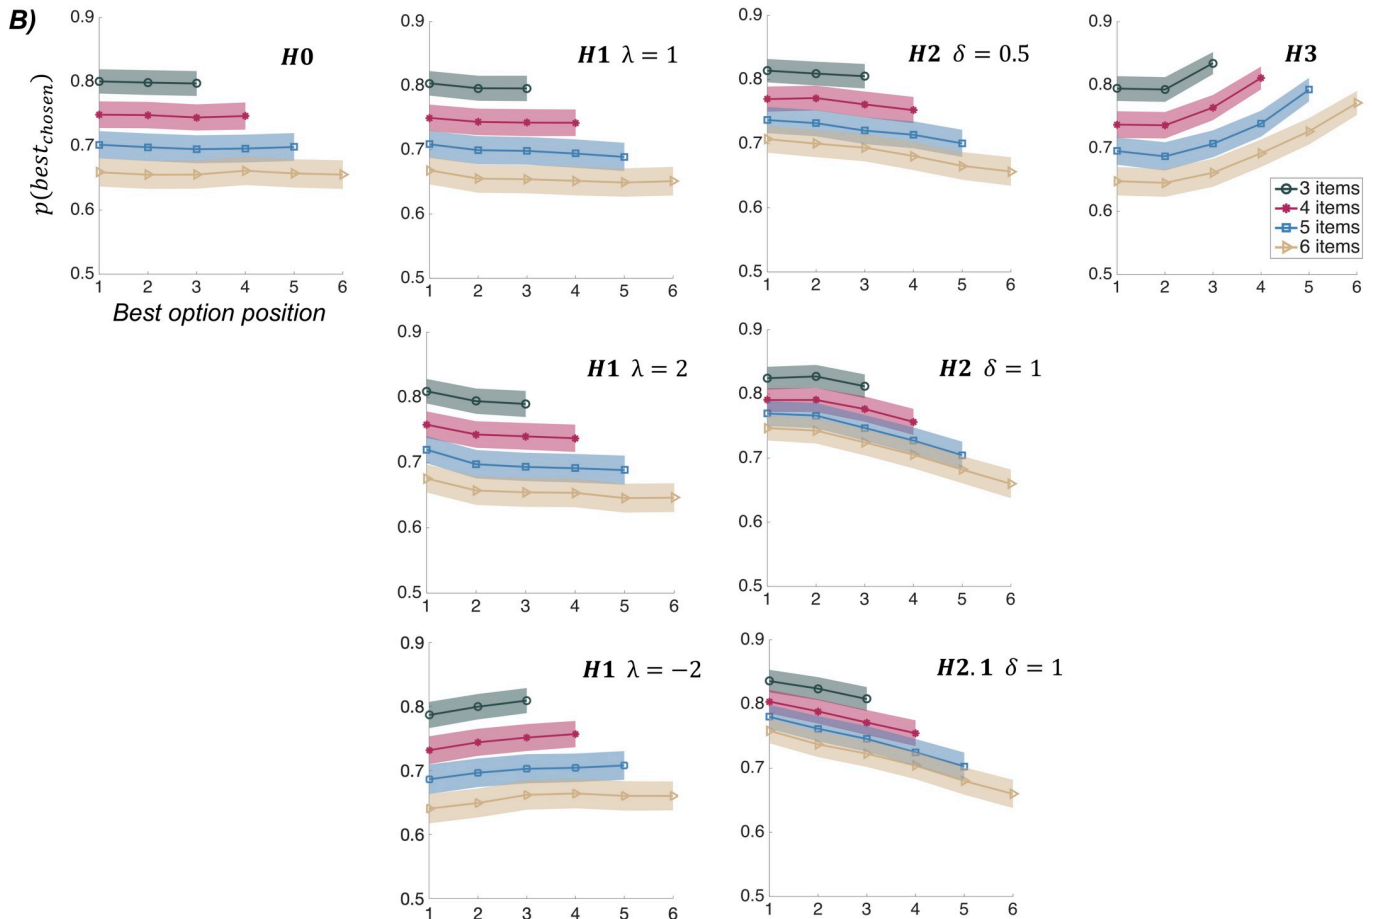 B)
H0
p(best_chosen)
0.9
0.8
0.7
0.6
0.5
1 2 3 4 5 6
Best option position
H1 λ = 1
0.9
0.8
0.7
0.6
0.5
1 2 3 4 5 6
H2 δ = 0.5
0.9
0.8
0.7
0.6
0.5
1 2 3 4 5 6
H3
0.9
0.8
0.7
0.6
0.5
1 2 3 4 5 6
3 items
4 items
5 items
6 items
H1 λ = 2
0.9
0.8
0.7
0.6
0.5
1 2 3 4 5 6
H2 δ = 1
0.9
0.8
0.7
0.6
0.5
1 2 3 4 5 6
H1 λ = −2
0.9
0.8
0.7
0.6
0.5
1 2 3 4 5 6
H2.1 δ = 1
0.9
0.8
0.7
0.6
0.5
1 2 3 4 5 6